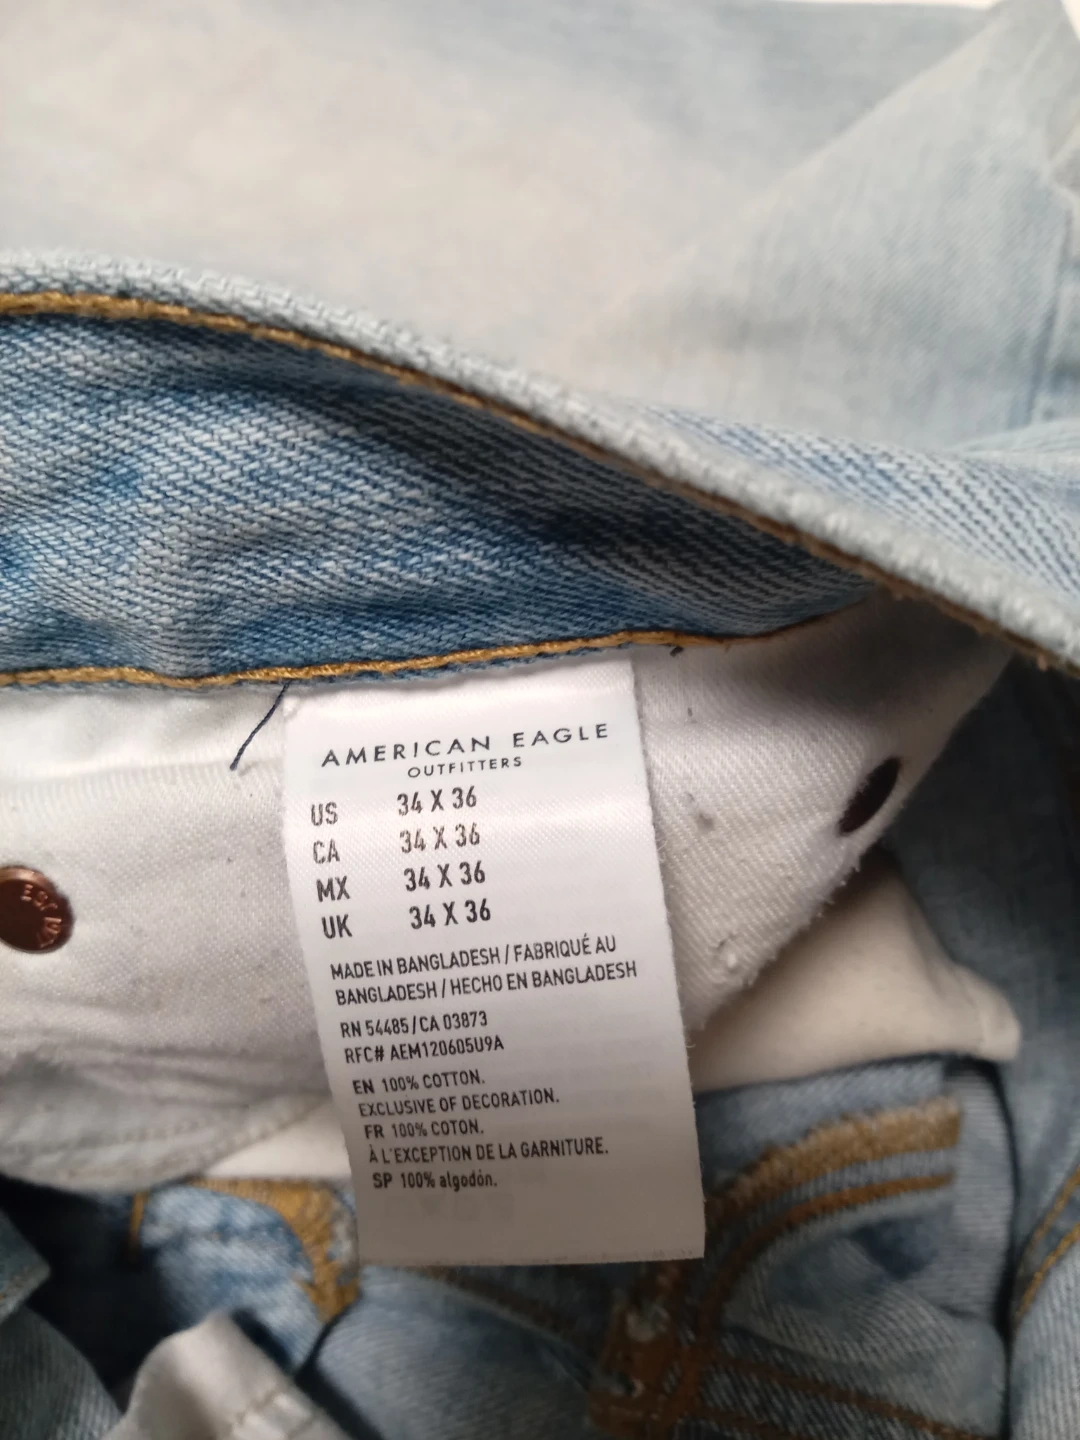 AMERICAN EAGLE
OUTFITTERS
US 34 X 36
CA 34 X 36
MX 34 X 36
UK 34 X 36
MADE IN BANGLADESH / FABRIQUÉ AU
BANGLADESH / HECHO EN BANGLADESH
RN 54485 / CA 03873
RFC# AEM120605U9A
EN 100% COTTON.
EXCLUSIVE OF DECORATION.
FR 100% COTON.
À L'EXCEPTION DE LA GARNITURE.
SP 100% algodón.